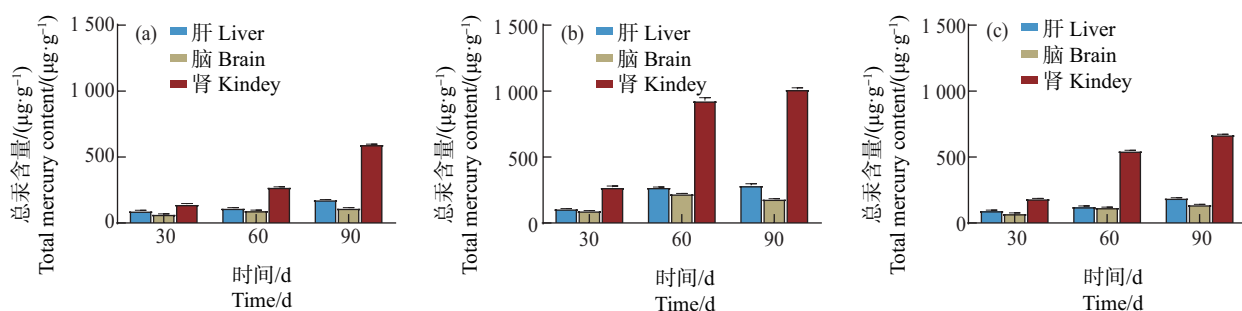 总汞含量/(μg·g⁻¹)
Total mercury content/(μg·g⁻¹)
1 500
1 000
500
0
(a)
肝 Liver
脑 Brain
肾 Kindey
30
60
90
时间/d
Time/d
总汞含量/(μg·g⁻¹)
Total mercury content/(μg·g⁻¹)
1 500
1 000
500
0
(b)
肝 Liver
脑 Brain
肾 Kindey
30
60
90
时间/d
Time/d
总汞含量/(μg·g⁻¹)
Total mercury content/(μg·g⁻¹)
1 500
1 000
500
0
(c)
肝 Liver
脑 Brain
肾 Kindey
30
60
90
时间/d
Time/d